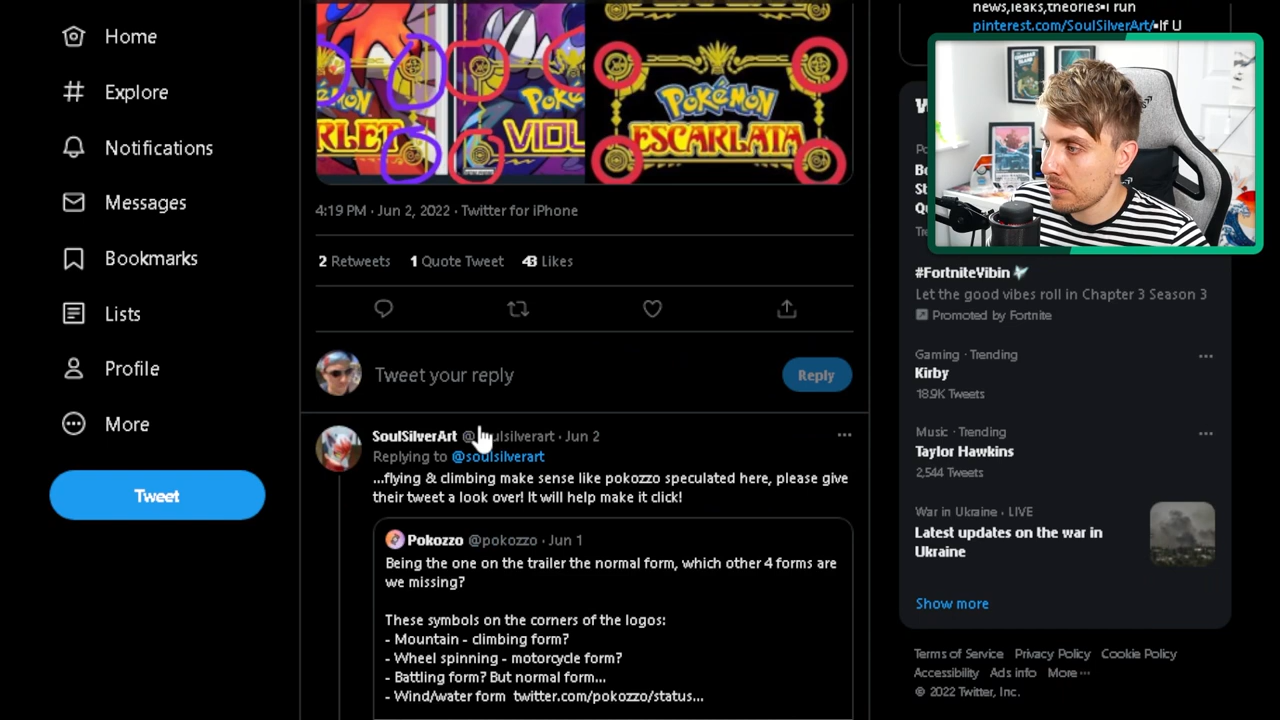 Home
Explore
Notifications
Messages
Bookmarks
Lists
Profile
More
Tweet
POKÉMON
ESCARLATA
VIOL
4:19 PM · Jun 2, 2022 · Twitter for iPhone
2 Retweets 1 Quote Tweet 43 Likes
Tweet your reply
Reply
SoulSilverArt @soulsilverart · Jun 2
Replying to @soulsilverart
...flying & climbing make sense like pokozzo speculated here, please give
their tweet a look over! It will help make it click!
Pokozzo @pokozzo · Jun 1
Being the one on the trailer the normal form, which other 4 forms are
we missing?
These symbols on the corners of the logos:
- Mountain - climbing form?
- Wheel spinning - motorcycle form?
- Battling form? But normal form...
- Wind/water form twitter.com/pokozzo/status...
news,leaks,theories•I run
pinterest.com/SoulSilverArt/•If U
#FortniteVibin
Let the good vibes roll in Chapter 3 Season 3
Promoted by Fortnite
Gaming · Trending
Kirby
18.9K Tweets
Music · Trending
Taylor Hawkins
2,544 Tweets
War in Ukraine · LIVE
Latest updates on the war in
Ukraine
Show more
Terms of Service Privacy Policy Cookie Policy
Accessibility Ads info More ···
© 2022 Twitter, Inc.